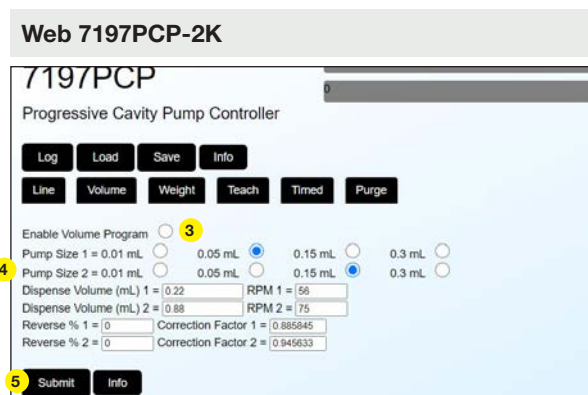 Web 7197PCP-2K
7197PCP
0
Progressive Cavity Pump Controller
Log Load Save Info
Line Volume Weight Teach Timed Purge
Enable Volume Program 3
4
Pump Size 1 = 0.01 mL 0.05 mL 0.15 mL 0.3 mL
Pump Size 2 = 0.01 mL 0.05 mL 0.15 mL 0.3 mL
Dispense Volume (mL) 1 = 0.22 RPM 1 = 56
Dispense Volume (mL) 2 = 0.88 RPM 2 = 75
Reverse % 1 = 0 Correction Factor 1 = 0.885845
Reverse % 2 = 0 Correction Factor 2 = 0.945633
5 Submit Info